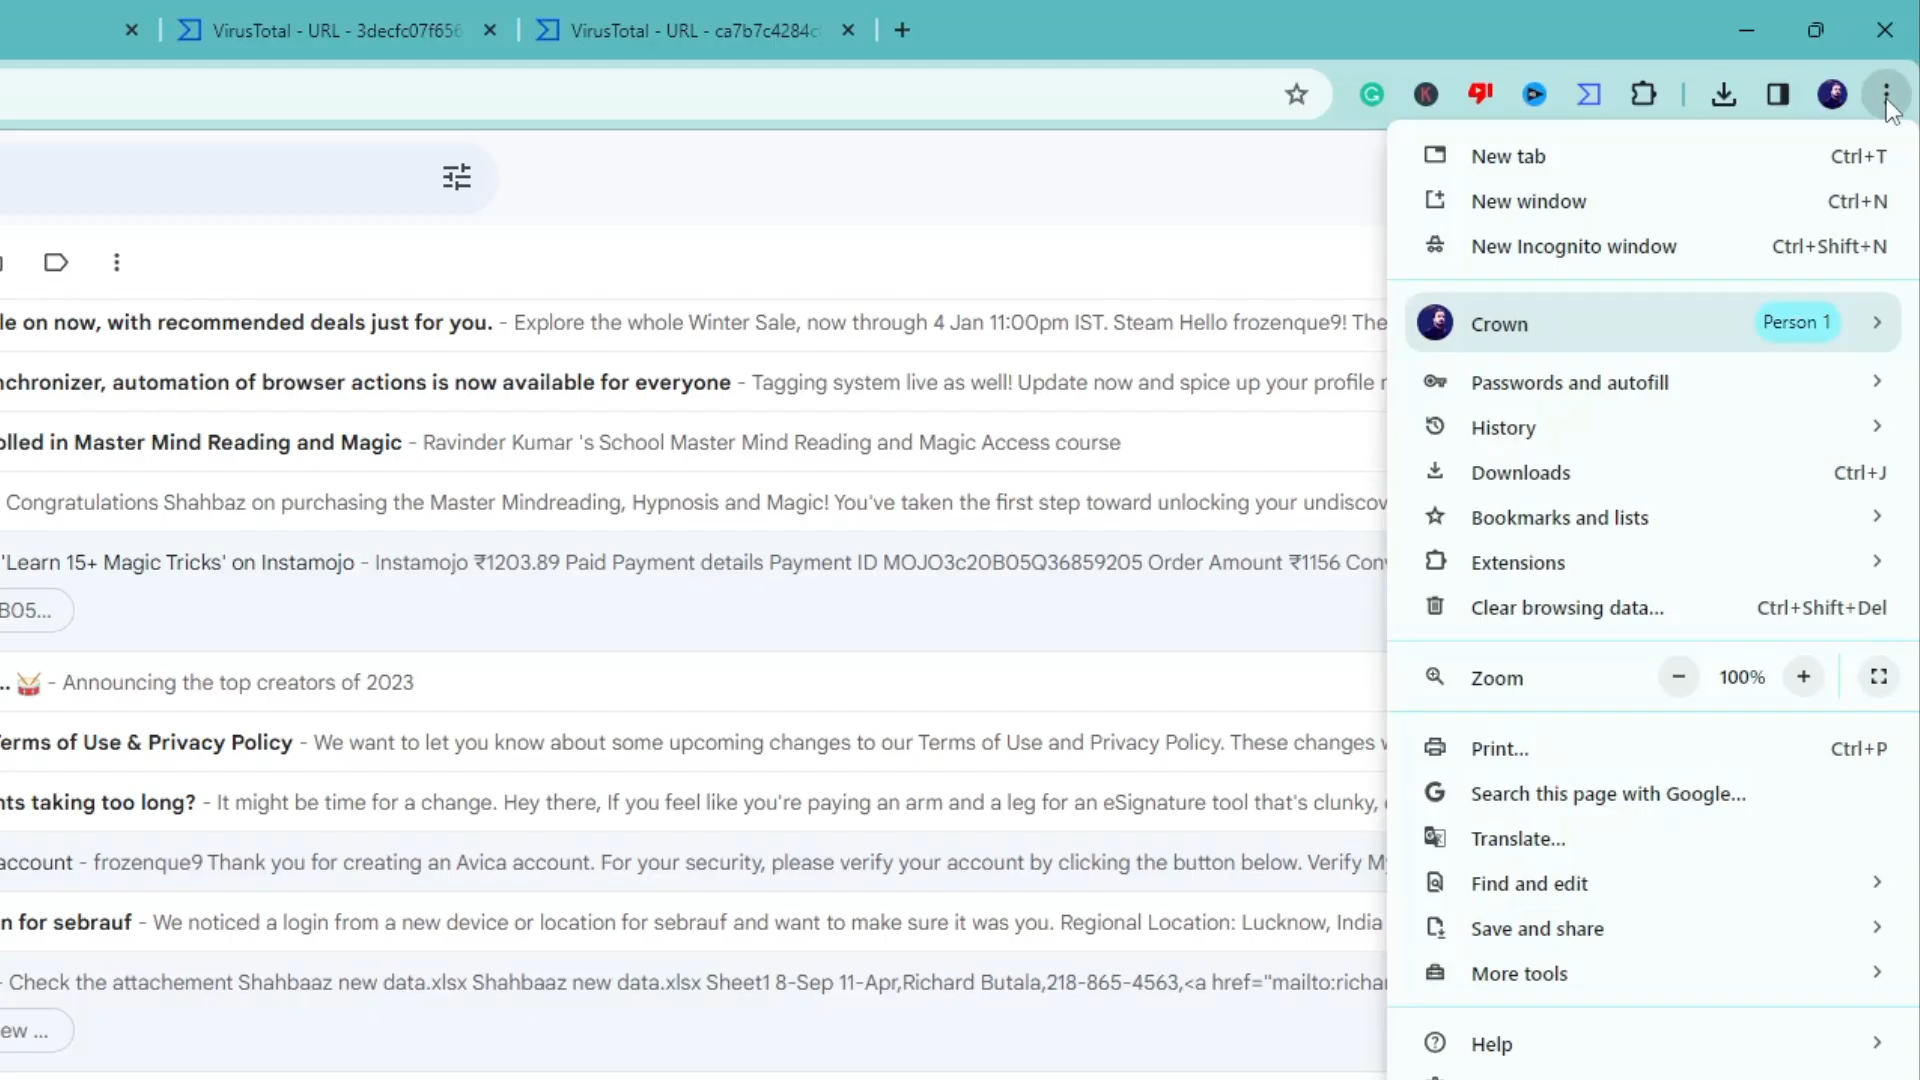 VirusTotal - URL - 3decfc07f656
VirusTotal - URL - ca7b7c4284c
New tab Ctrl+T
New window Ctrl+N
New Incognito window Ctrl+Shift+N
Crown Person 1
Passwords and autofill
History
Downloads Ctrl+J
Bookmarks and lists
Extensions
Clear browsing data... Ctrl+Shift+Del
Zoom − 100% +
Print... Ctrl+P
Search this page with Google...
Translate...
Find and edit
Save and share
More tools
Help
le on now, with recommended deals just for you. - Explore the whole Winter Sale, now through 4 Jan 11:00pm IST. Steam Hello frozenque9! The
nchronizer, automation of browser actions is now available for everyone - Tagging system live as well! Update now and spice up your profile
olled in Master Mind Reading and Magic - Ravinder Kumar 's School Master Mind Reading and Magic Access course
Congratulations Shahbaz on purchasing the Master Mindreading, Hypnosis and Magic! You've taken the first step toward unlocking your undiscov
'Learn 15+ Magic Tricks' on Instamojo - Instamojo ₹1203.89 Paid Payment details Payment ID MOJO3c20B05Q36859205 Order Amount ₹1156 Conv
B05...
.. 🥁 - Announcing the top creators of 2023
Terms of Use & Privacy Policy - We want to let you know about some upcoming changes to our Terms of Use and Privacy Policy. These changes
nts taking too long? - It might be time for a change. Hey there, If you feel like you're paying an arm and a leg for an eSignature tool that's clunky,
account - frozenque9 Thank you for creating an Avica account. For your security, please verify your account by clicking the button below. Verify M
n for sebrauf - We noticed a login from a new device or location for sebrauf and want to make sure it was you. Regional Location: Lucknow, India
- Check the attachement Shahbaaz new data.xlsx Shahbaaz new data.xlsx Sheet1 8-Sep 11-Apr,Richard Butala,218-865-4563,<a href="mailto:richar
ew ...